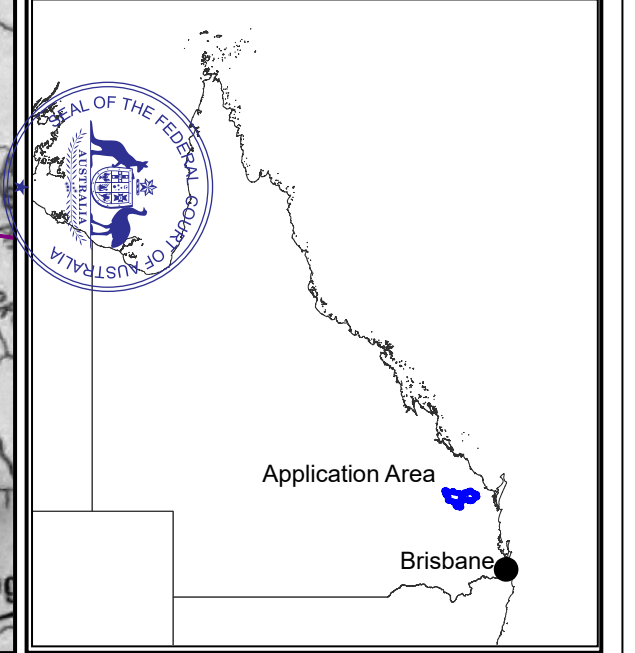 SEAL OF THE FEDERAL COURT OF AUSTRALIA
AUSTRALIA
Application Area
Brisbane